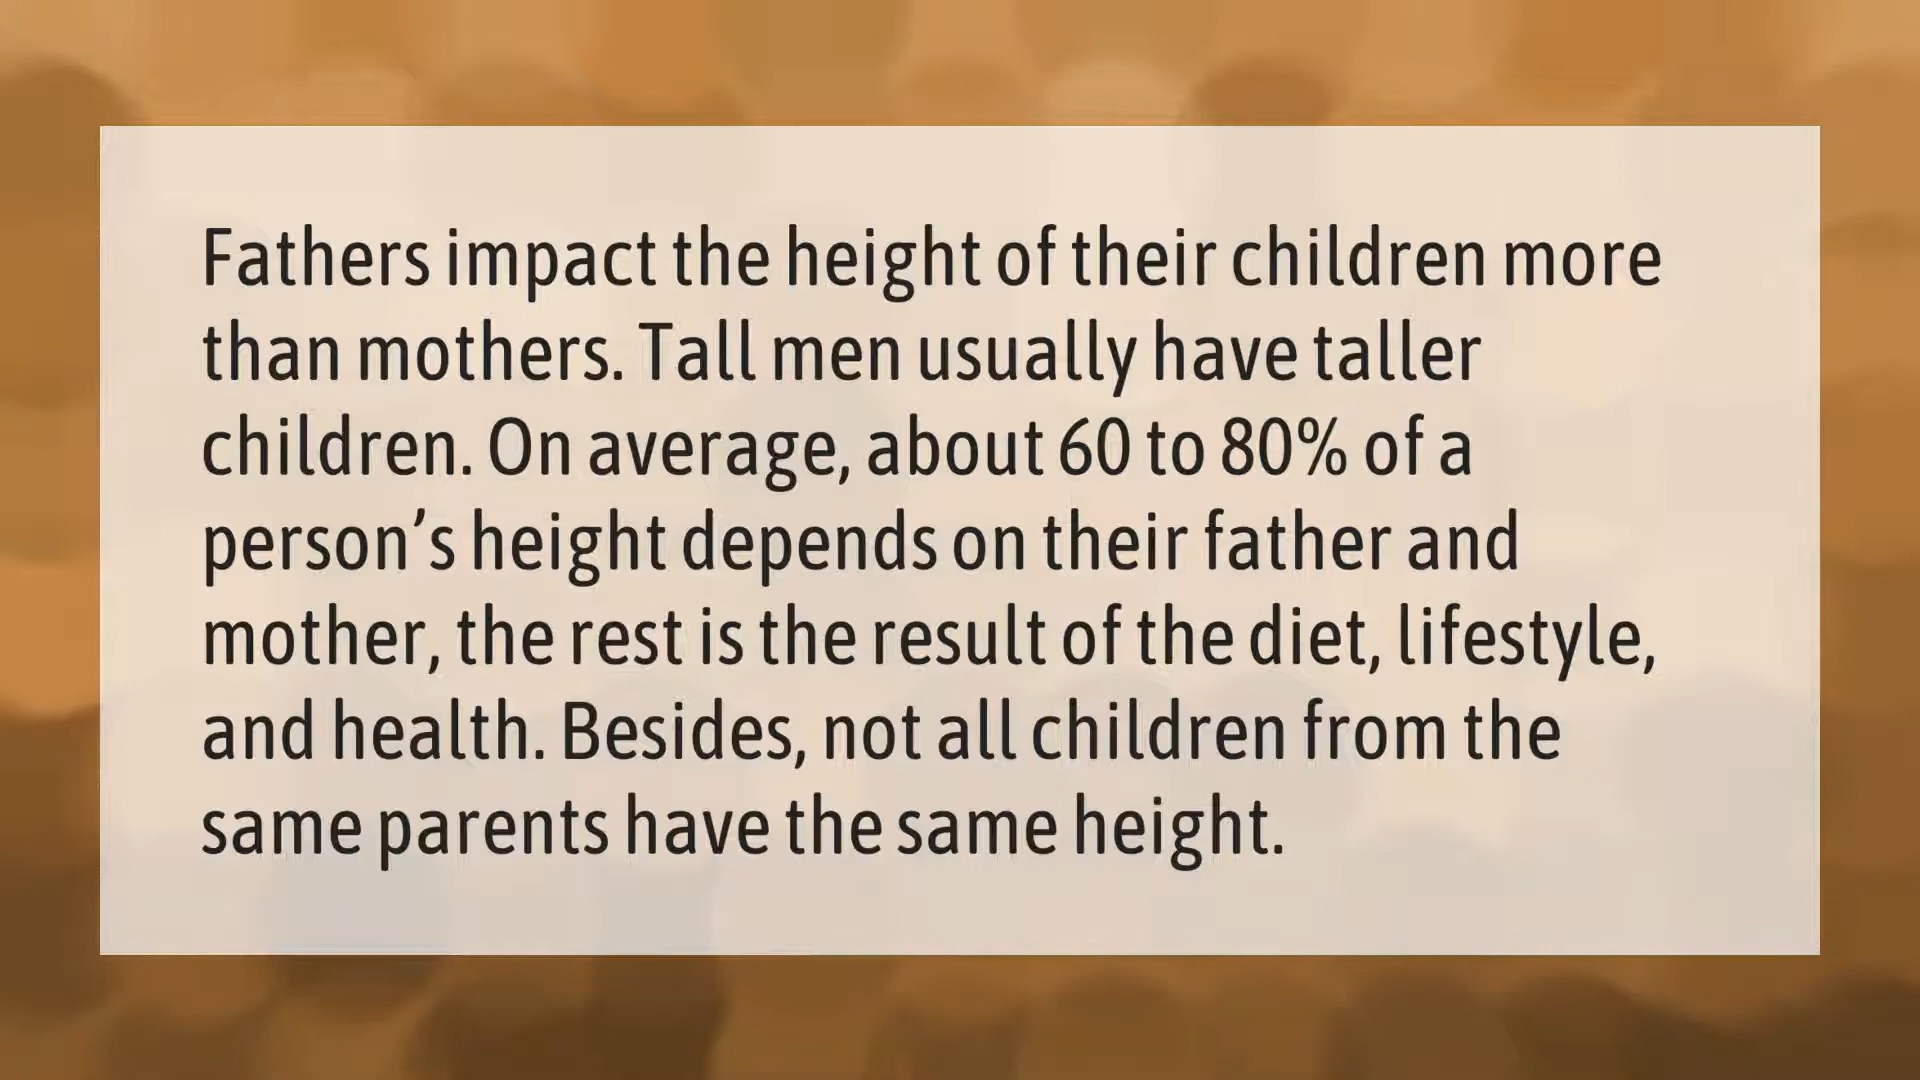 Fathers impact the height of their children more
than mothers. Tall men usually have taller
children. On average, about 60 to 80% of a
person’s height depends on their father and
mother, the rest is the result of the diet, lifestyle,
and health. Besides, not all children from the
same parents have the same height.